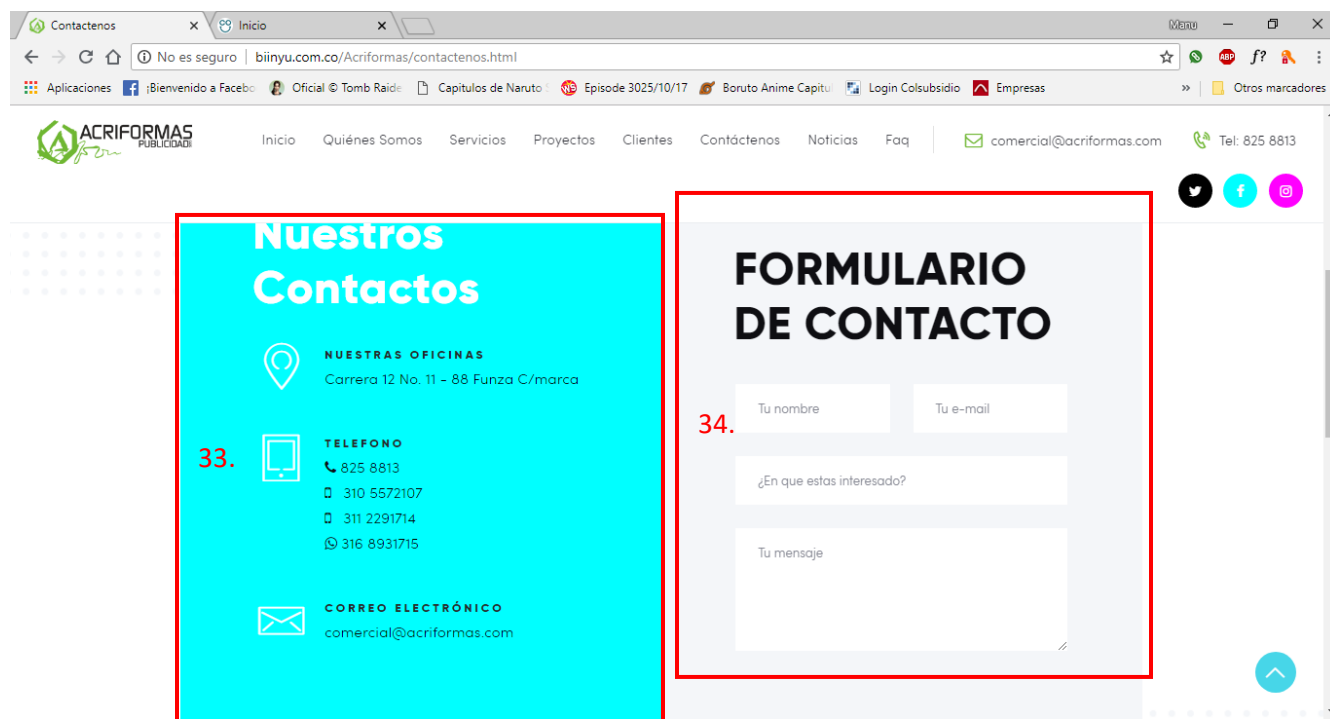 Contactenos
Inicio
Manu
No es seguro | biinyu.com.co/Acriformas/contactenos.html
ABP
f?
Aplicaciones
¡Bienvenido a Facebo
Oficial © Tomb Raide
Capitulos de Naruto
Episode 3025/10/17
Boruto Anime Capitul
Login Colsubsidio
Empresas
»
Otros marcadores
ACRIFORMAS
PUBLICIDAD
Inicio
Quiénes Somos
Servicios
Proyectos
Clientes
Contáctenos
Noticias
Faq
comercial@acriformas.com
Tel: 825 8813
Nuestros
Contactos
NUESTRAS OFICINAS
Carrera 12 No. 11 - 88 Funza C/marca
33.
TELEFONO
825 8813
310 5572107
311 2291714
316 8931715
CORREO ELECTRÓNICO
comercial@acriformas.com
FORMULARIO
DE CONTACTO
34.
Tu nombre
Tu e-mail
¿En que estas interesado?
Tu mensaje